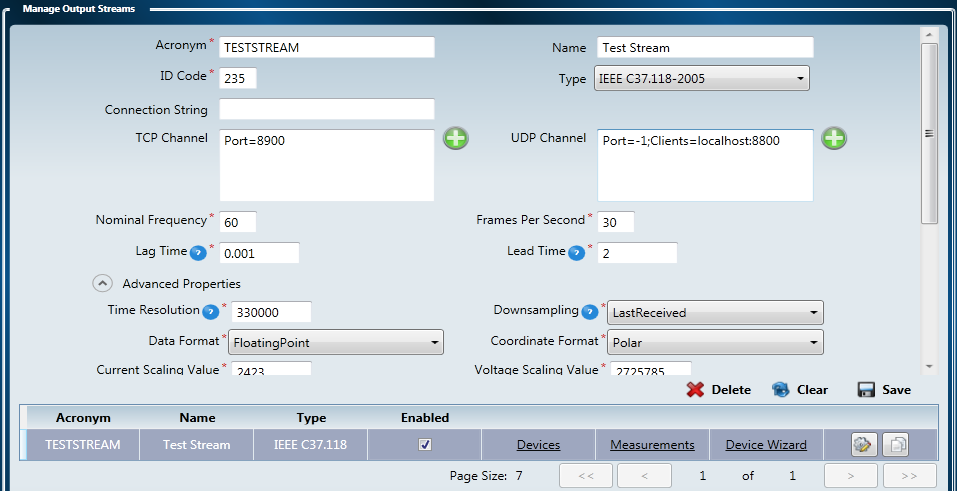 Manage Output Streams
Acronym * TESTSTREAM Name Test Stream
ID Code * 235 Type IEEE C37.118-2005
Connection String
TCP Channel Port=8900 UDP Channel Port=-1;Clients=localhost:8800
Nominal Frequency * 60 Frames Per Second * 30
Lag Time ? * 0.001 Lead Time ? * 2
Advanced Properties
Time Resolution ? * 330000 Downsampling ? * LastReceived
Data Format * FloatingPoint Coordinate Format * Polar
Current Scaling Value * 2423 Voltage Scaling Value * 2725785
Delete Clear Save
Acronym Name Type Enabled
TESTSTREAM Test Stream IEEE C37.118 Devices Measurements Device Wizard
Page Size: 7 << < 1 of 1 > >>